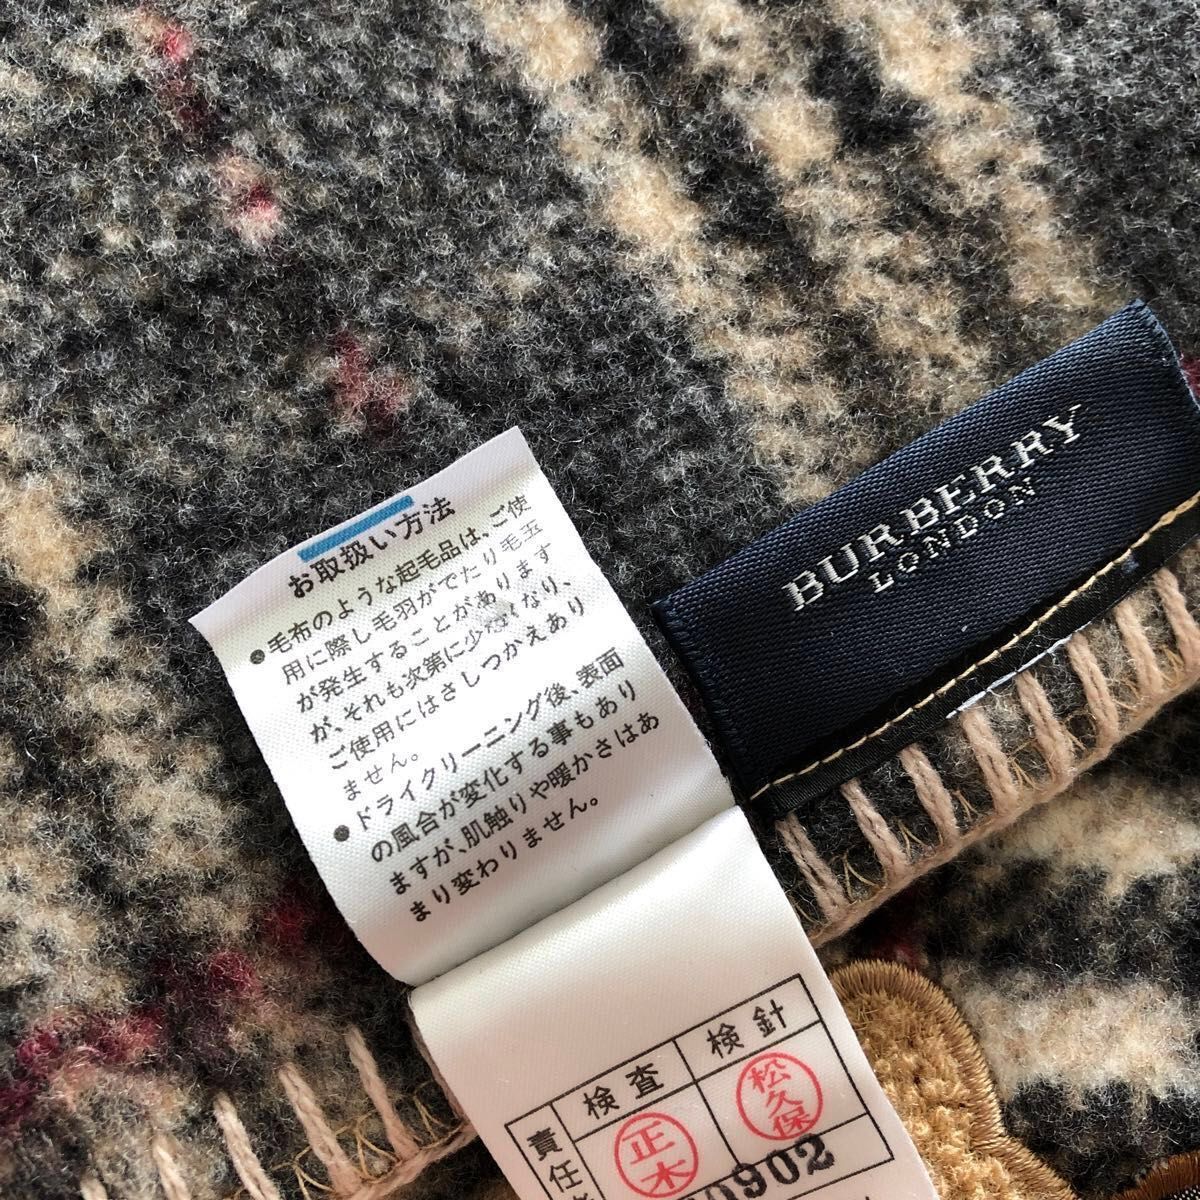 お取扱い方法
●毛布のような起毛品は、ご使
用に際し毛羽がでたり毛玉
が発生することがあります
が、それも次第に少なくなり、
ご使用にはさしつかえあり
ません。
●ドライクリーニング後、表面
の風合が変化する事もあり
ますが、肌触りや暖かさはあ
まり変わりません。
BURBERRY
LONDON
検査
検針
責任
正木
松久保
0902